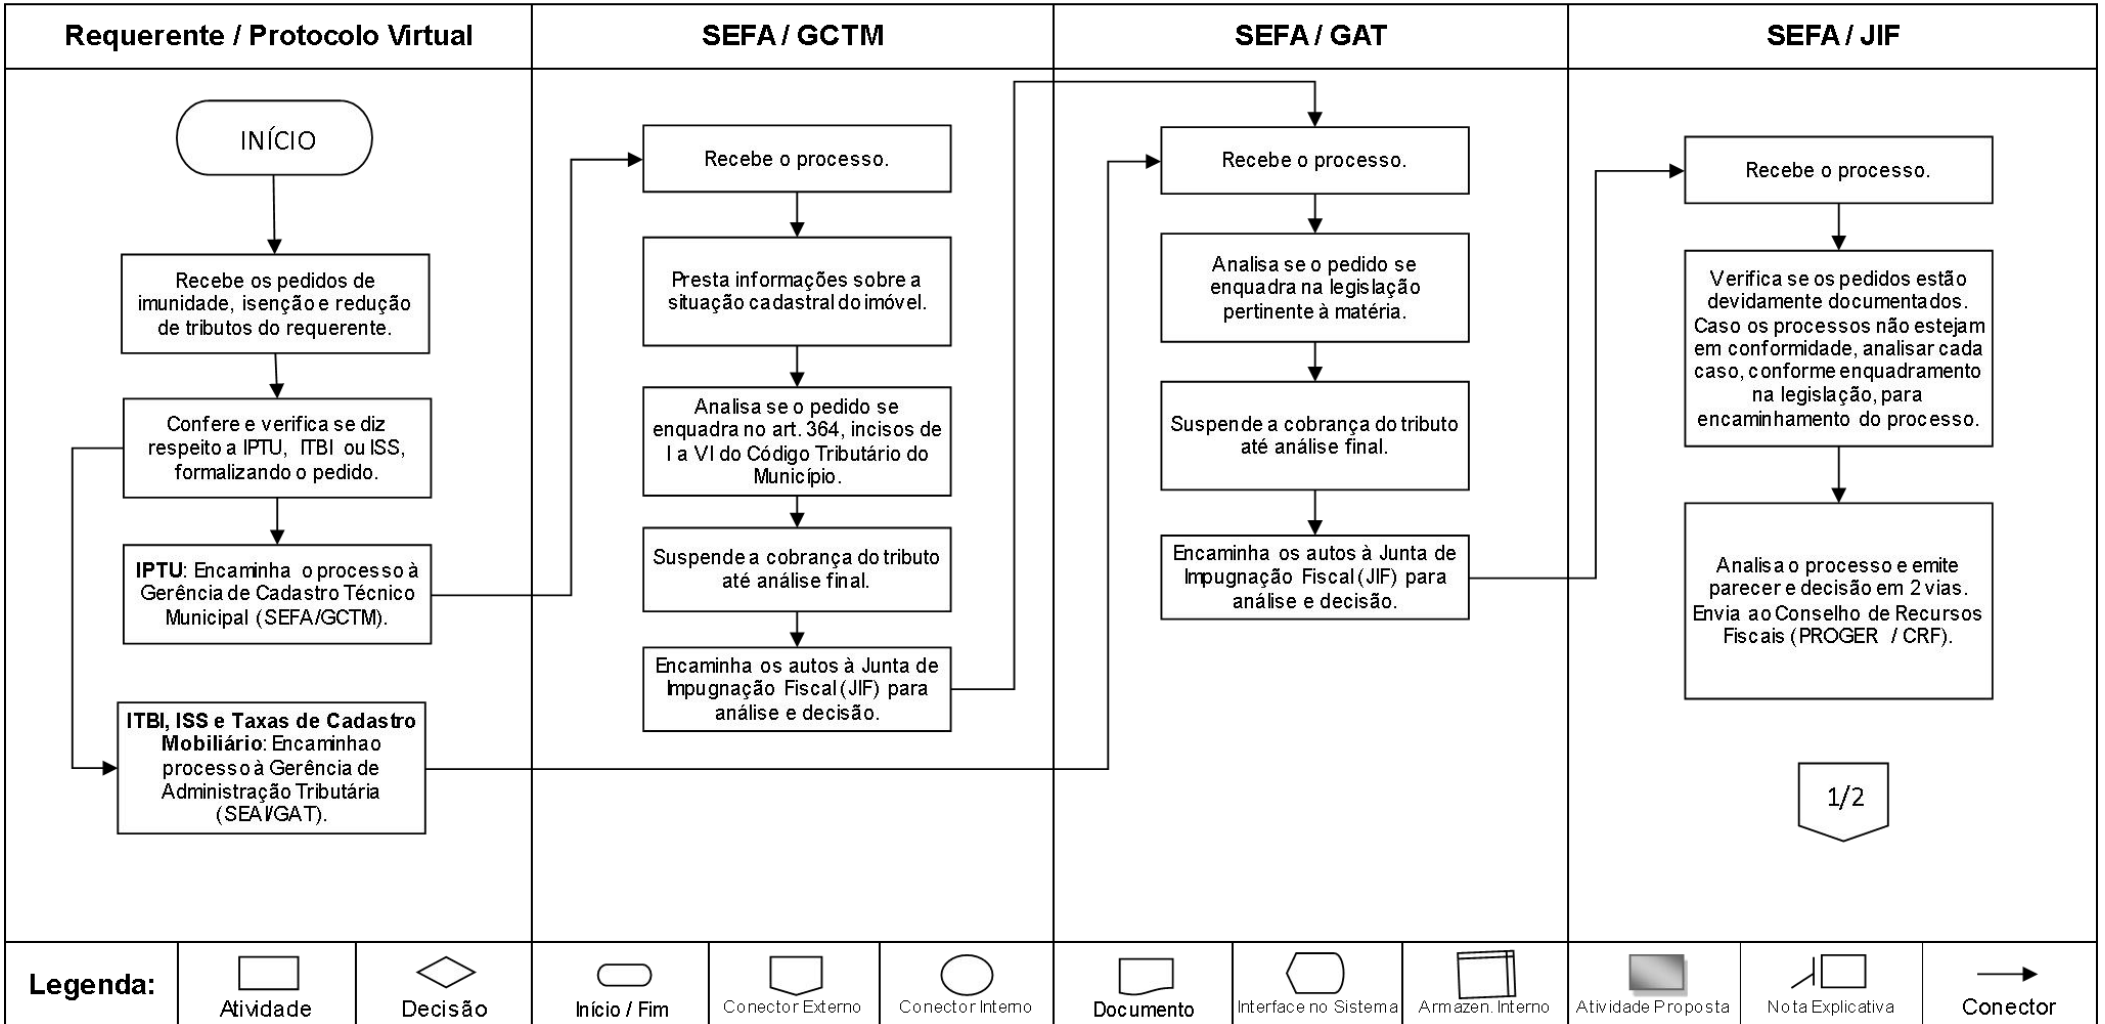 Requerente / Protocolo Virtual
SEFA / GCTM
SEFA / GAT
SEFA / JIF
INÍCIO
Recebe os pedidos de
imunidade, isenção e redução
de tributos do requerente.
Confere e verifica se diz
respeito a IPTU, ITBI ou ISS,
formalizando o pedido.
IPTU: Encaminha o processo à
Gerência de Cadastro Técnico
Municipal (SEFA/GCTM).
ITBI, ISS e Taxas de Cadastro
Mobiliário: Encaminha o
processo à Gerência de
Administração Tributária
(SEAI/GAT).
Recebe o processo.
Presta informações sobre a
situação cadastral do imóvel.
Analisa se o pedido se
enquadra no art. 364, incisos de
I a VI do Código Tributário do
Município.
Suspende a cobrança do tributo
até análise final.
Encaminha os autos à Junta de
Impugnação Fiscal (JIF) para
análise e decisão.
Recebe o processo.
Analisa se o pedido se
enquadra na legislação
pertinente à matéria.
Suspende a cobrança do tributo
até análise final.
Encaminha os autos à Junta de
Impugnação Fiscal (JIF) para
análise e decisão.
Recebe o processo.
Verifica se os pedidos estão
devidamente documentados.
Caso os processos não estejam
em conformidade, analisar cada
caso, conforme enquadramento
na legislação, para
encaminhamento do processo.
Analisa o processo e emite
parecer e decisão em 2 vias.
Envia ao Conselho de Recursos
Fiscais (PROGER / CRF).
1/2
Legenda:
Atividade
Decisão
Início / Fim
Conector Externo
Conector Interno
Documento
Interface no Sistema
Armazen. Interno
Atividade Proposta
Nota Explicativa
Conector